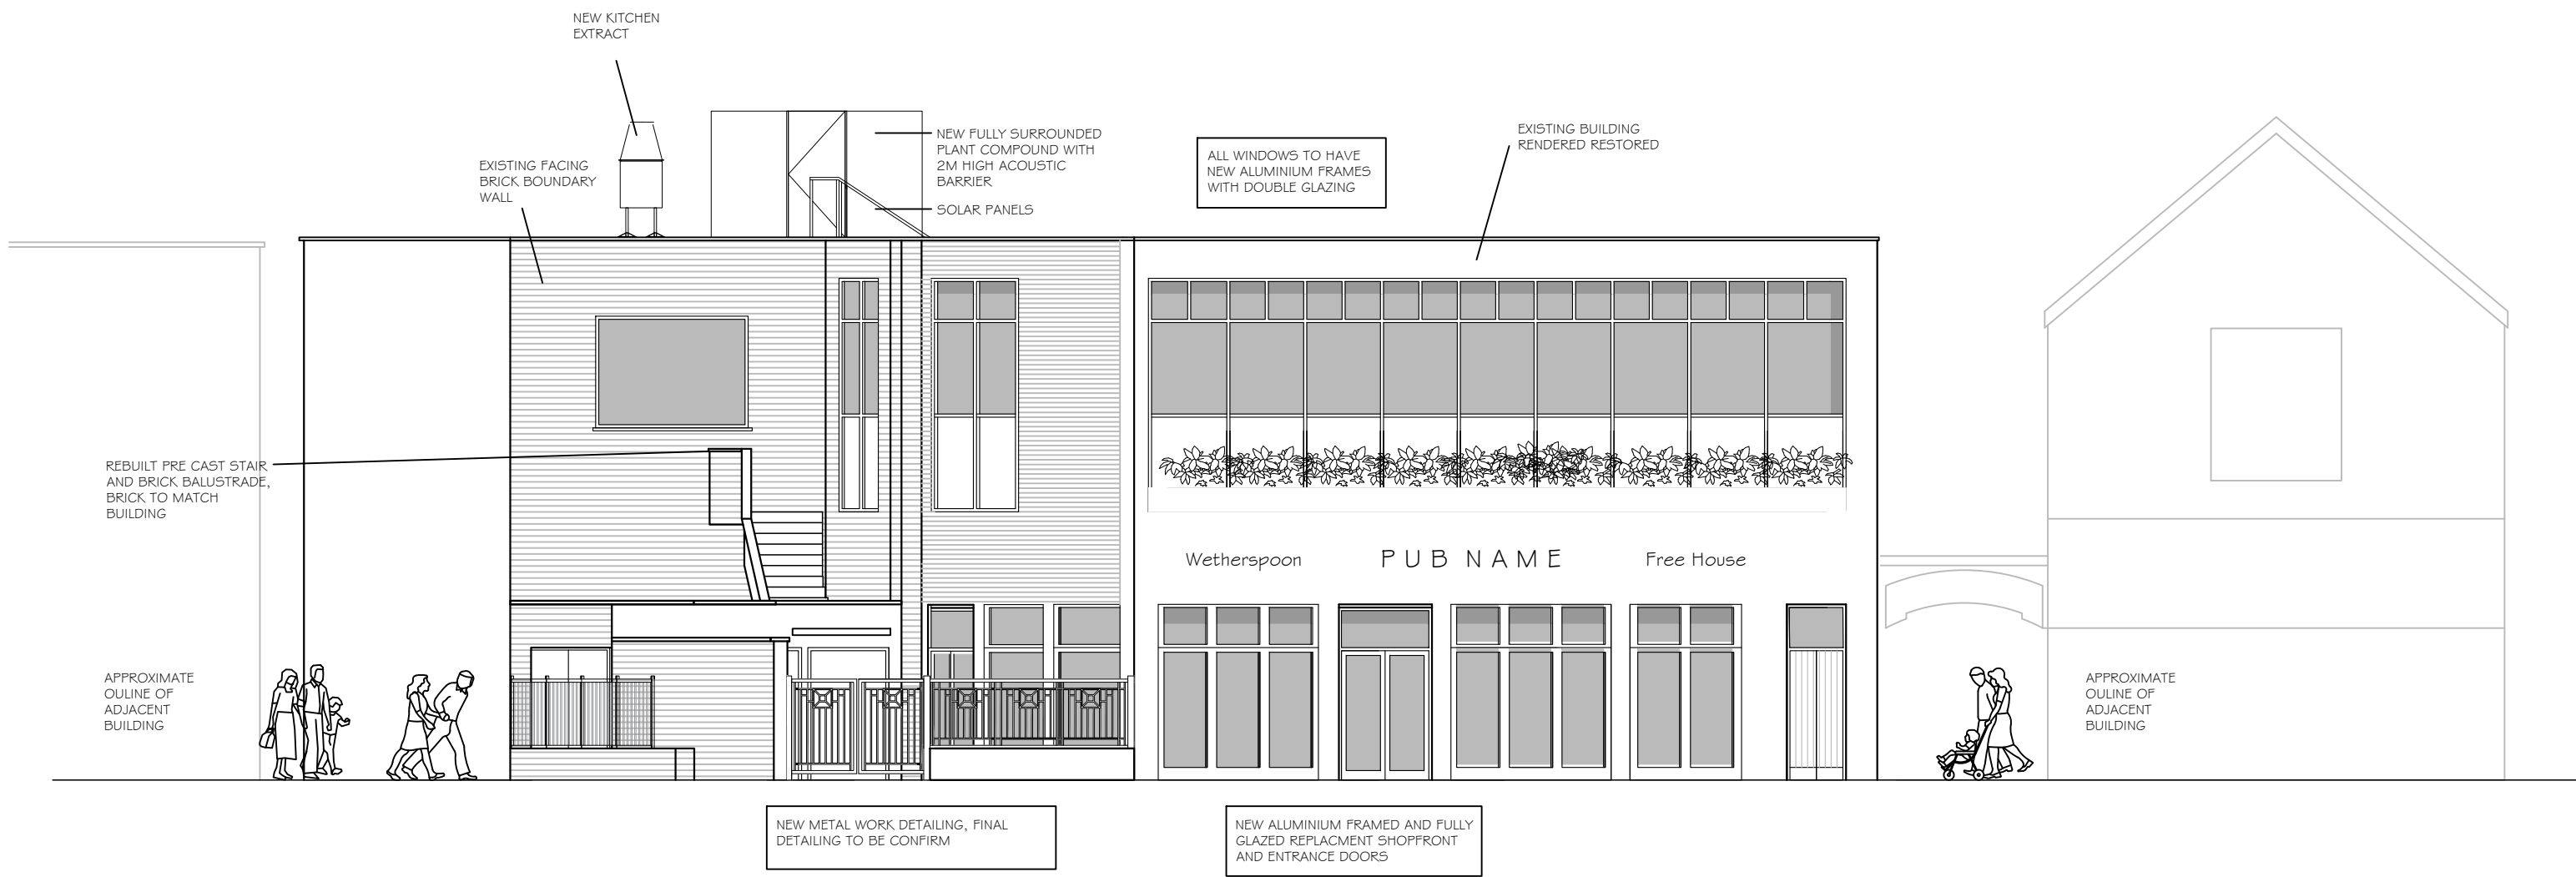 NEW KITCHEN
EXTRACT
EXISTING FACING
BRICK BOUNDARY
WALL
NEW FULLY SURROUNDED
PLANT COMPOUND WITH
2M HIGH ACOUSTIC
BARRIER
SOLAR PANELS
ALL WINDOWS TO HAVE
NEW ALUMINIUM FRAMES
WITH DOUBLE GLAZING
EXISTING BUILDING
RENDERED RESTORED
REBUILT PRE CAST STAIR
AND BRICK BALUSTRADE,
BRICK TO MATCH
BUILDING
Wetherspoon
PUB NAME
Free House
APPROXIMATE
OULINE OF
ADJACENT
BUILDING
APPROXIMATE
OULINE OF
ADJACENT
BUILDING
NEW METAL WORK DETAILING, FINAL
DETAILING TO BE CONFIRM
NEW ALUMINIUM FRAMED AND FULLY
GLAZED REPLACMENT SHOPFRONT
AND ENTRANCE DOORS